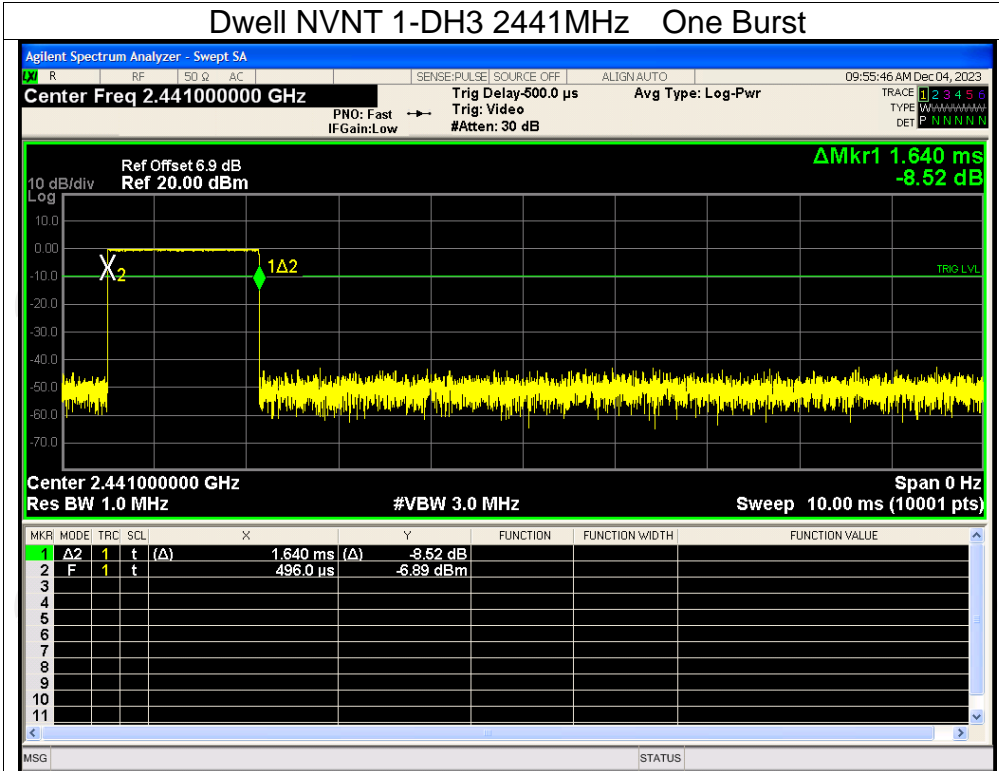 Dwell NVNT 1-DH3 2441MHz One Burst
Agilent Spectrum Analyzer - Swept SA
LXI R RF 50 Ω AC SENSE:PULSE SOURCE OFF ALIGN AUTO 09:55:46 AM Dec 04, 2023
Center Freq 2.441000000 GHz Trig Delay-500.0 µs Avg Type: Log-Pwr TRACE 1 2 3 4 5 6
PNO: Fast Trig: Video TYPE WWWWWW
IFGain:Low #Atten: 30 dB DET P N N N N N
ΔMkr1 1.640 ms
-8.52 dB
Ref Offset 6.9 dB
10 dB/div Ref 20.00 dBm
Log
10.0
0.00
-10.0
-20.0
-30.0
-40.0
-50.0
-60.0
-70.0
2
1Δ2
TRIG LVL
Center 2.441000000 GHz Span 0 Hz
Res BW 1.0 MHz #VBW 3.0 MHz Sweep 10.00 ms (10001 pts)
MKR MODE TRC SCL X Y FUNCTION FUNCTION WIDTH FUNCTION VALUE
1 Δ2 1 t (Δ) 1.640 ms (Δ) -8.52 dB
2 F 1 t 496.0 µs -6.89 dBm
3
4
5
6
7
8
9
10
11
MSG STATUS